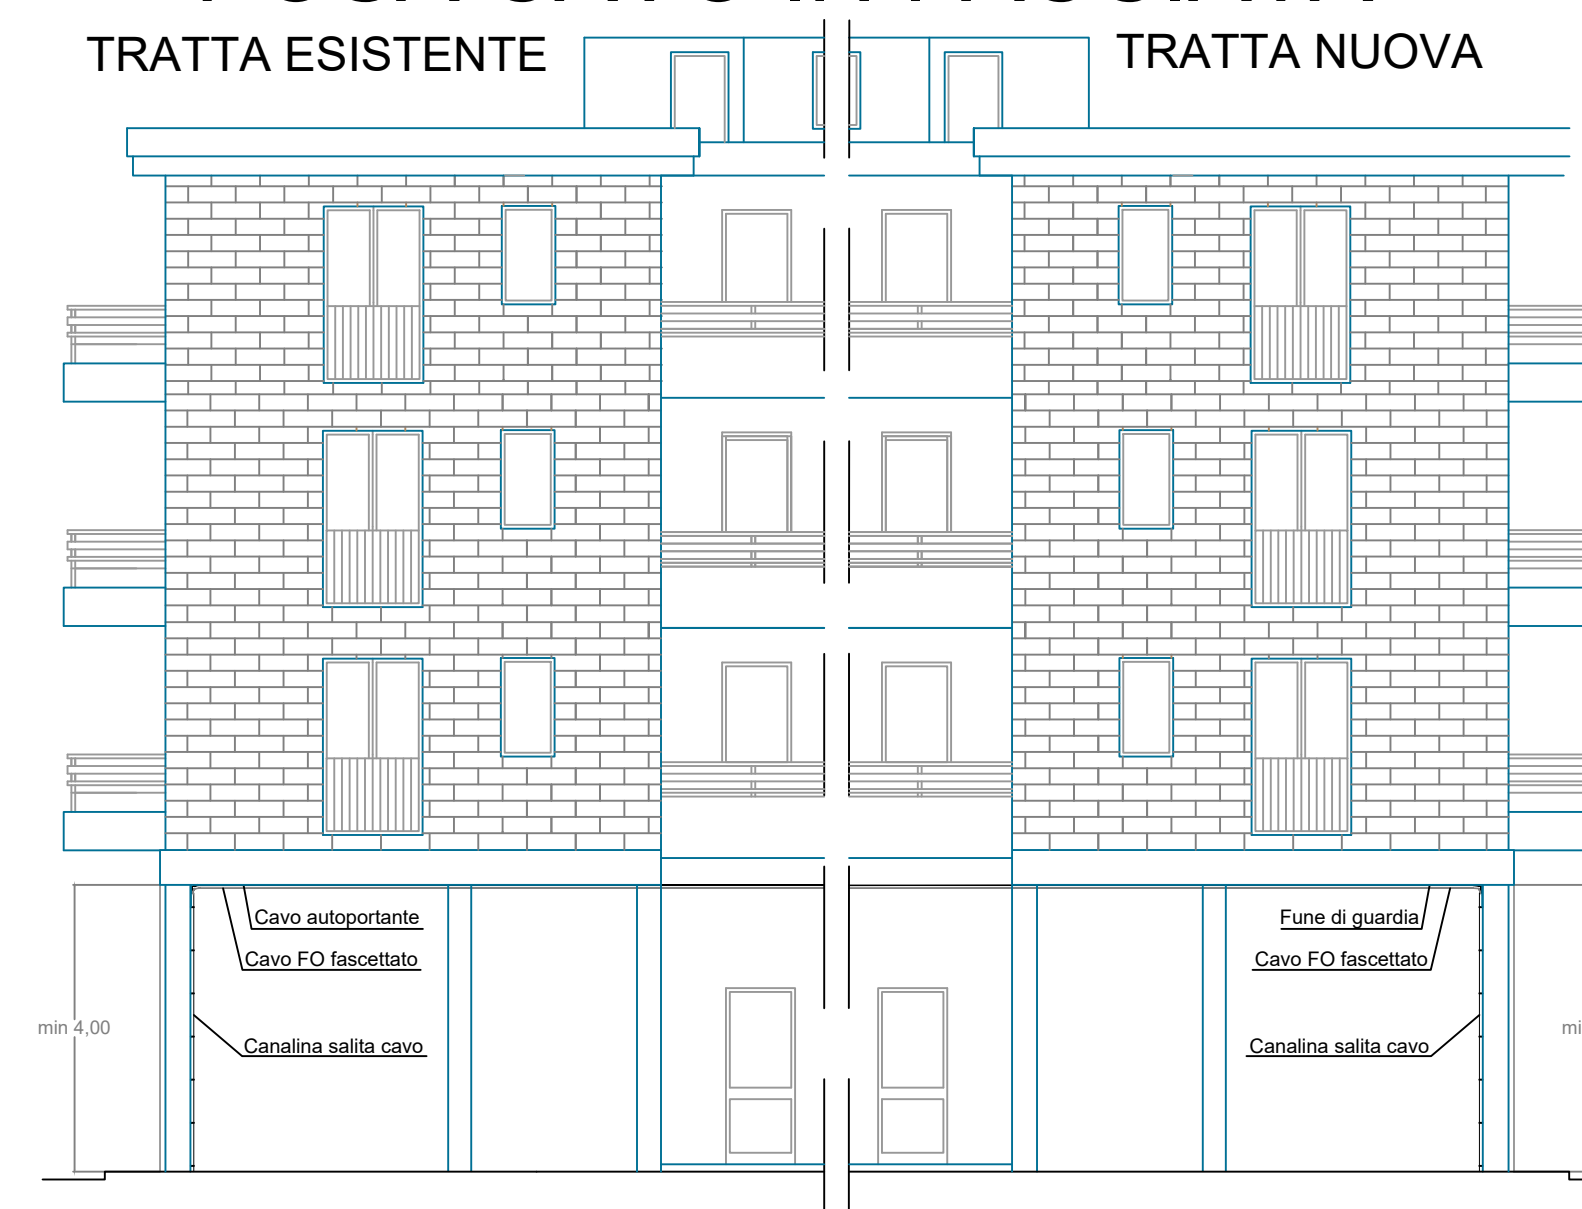 TRATTA ESISTENTE
TRATTA NUOVA
Cavo autoportante
Cavo FO fascettato
Canalina salita cavo
min 4,00
Fune di guardia
Cavo FO fascettato
Canalina salita cavo